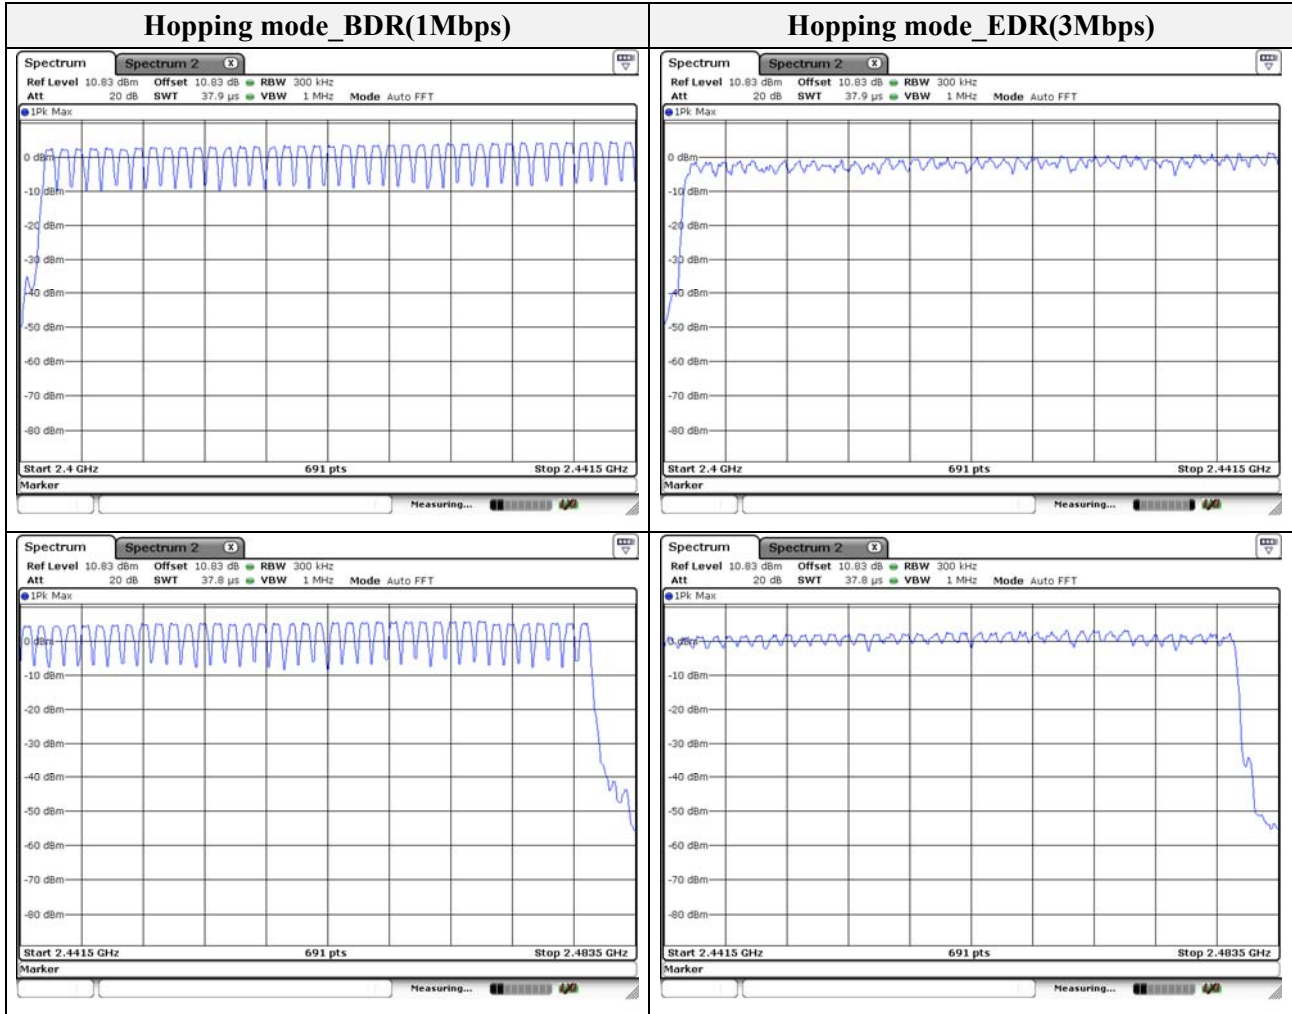 Hopping mode_BDR(1Mbps)
Hopping mode_EDR(3Mbps)
Spectrum Spectrum 2 X
Ref Level 10.83 dBm Offset 10.83 dB RBW 300 kHz
Att 20 dB SWT 37.9 µs VBW 1 MHz Mode Auto FFT
1Pk Max
0 dBm
-10 dBm
-20 dBm
-30 dBm
-40 dBm
-50 dBm
-60 dBm
-70 dBm
-80 dBm
Start 2.4 GHz 691 pts Stop 2.4415 GHz
Marker
Measuring...
Spectrum Spectrum 2 X
Ref Level 10.83 dBm Offset 10.83 dB RBW 300 kHz
Att 20 dB SWT 37.9 µs VBW 1 MHz Mode Auto FFT
1Pk Max
0 dBm
-10 dBm
-20 dBm
-30 dBm
-40 dBm
-50 dBm
-60 dBm
-70 dBm
-80 dBm
Start 2.4 GHz 691 pts Stop 2.4415 GHz
Marker
Measuring...
Spectrum Spectrum 2 X
Ref Level 10.83 dBm Offset 10.83 dB RBW 300 kHz
Att 20 dB SWT 37.8 µs VBW 1 MHz Mode Auto FFT
1Pk Max
0 dBm
-10 dBm
-20 dBm
-30 dBm
-40 dBm
-50 dBm
-60 dBm
-70 dBm
-80 dBm
Start 2.4415 GHz 691 pts Stop 2.4835 GHz
Marker
Measuring...
Spectrum Spectrum 2 X
Ref Level 10.83 dBm Offset 10.83 dB RBW 300 kHz
Att 20 dB SWT 37.8 µs VBW 1 MHz Mode Auto FFT
1Pk Max
0 dBm
-10 dBm
-20 dBm
-30 dBm
-40 dBm
-50 dBm
-60 dBm
-70 dBm
-80 dBm
Start 2.4415 GHz 691 pts Stop 2.4835 GHz
Marker
Measuring...